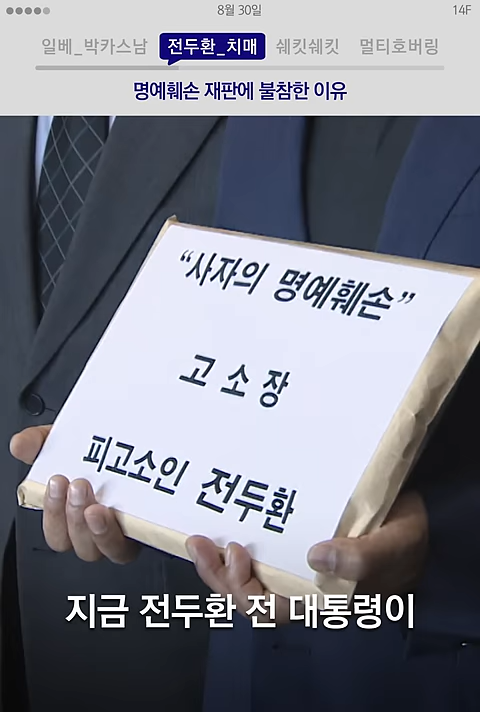 8월 30일
14F
일베_박카스남 전두환_치매 쉐킷쉐킷 멀티호버링
명예훼손 재판에 불참한 이유
“사자의 명예훼손”
고 소 장
피고소인 전두환
지금 전두환 전 대통령이